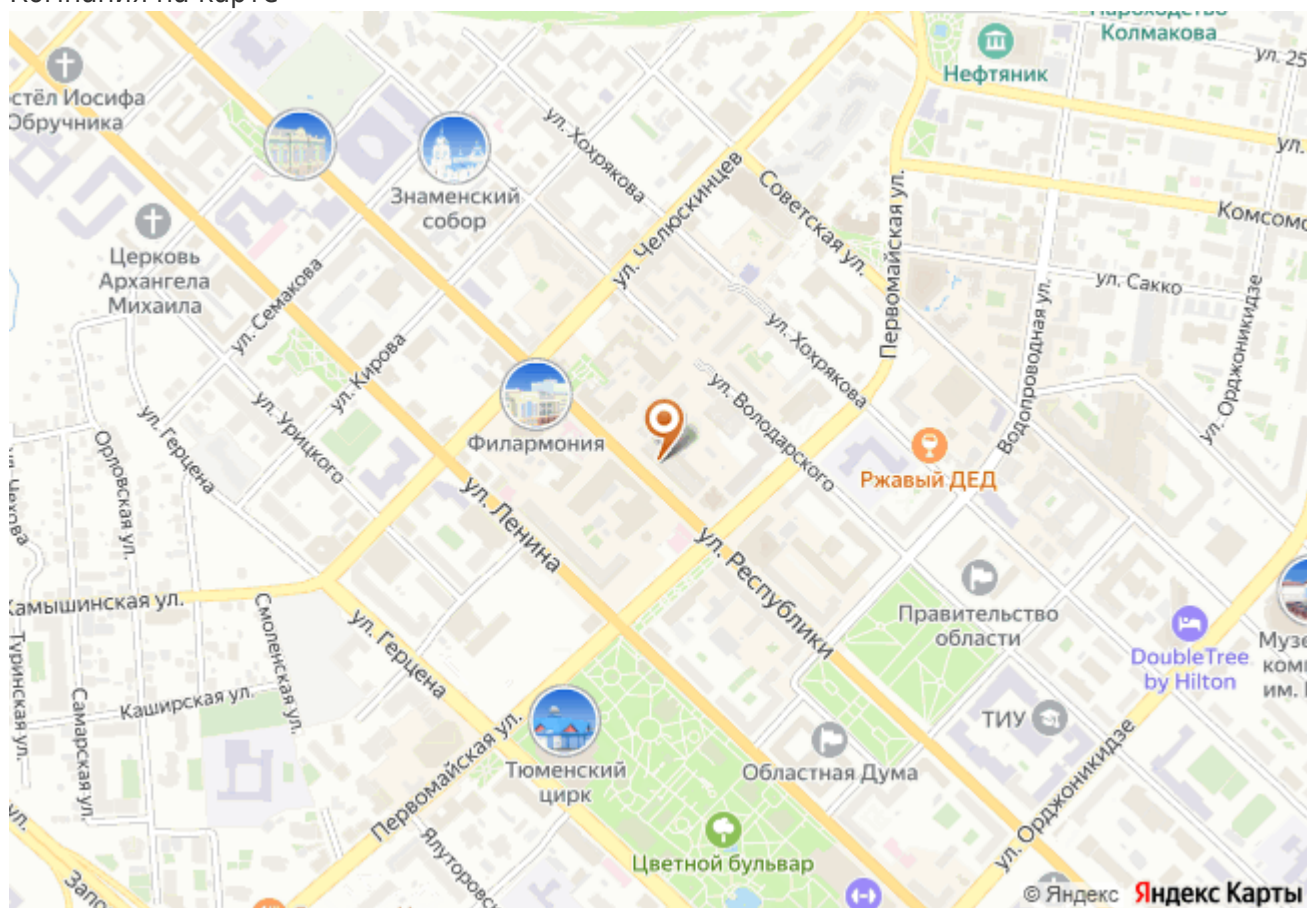 Компания на карте
Колмакова
Нефтяник
ул. 25
стёл Иосифа
Обручника
ул. Хохрякова
ул.
Знаменский
собор
ул. Челюскинцев
Советская ул.
Первомайская ул.
Церковь
Архангела
Михаила
ул. Семакова
ул. Кирова
ул. Сакко
Водопроводная ул.
ул. Орджоникидзе
ул. Хохрякова
ул. Володарского
ул. Герцена
ул. Урицкого
Филармония
Орловская ул.
Ржавый ДЕД
ул. Ленина
ул. Республики
Камышинская ул.
Смоленская ул.
ул. Герцена
Правительство
области
DoubleTree
by Hilton
Туринская ул.
Самарская ул.
Каширская ул.
ТИУ
Тюменский
цирк
Первомайская ул.
Областная Дума
ул. Орджоникидзе
Цветной бульвар
© Яндекс Яндекс Карты